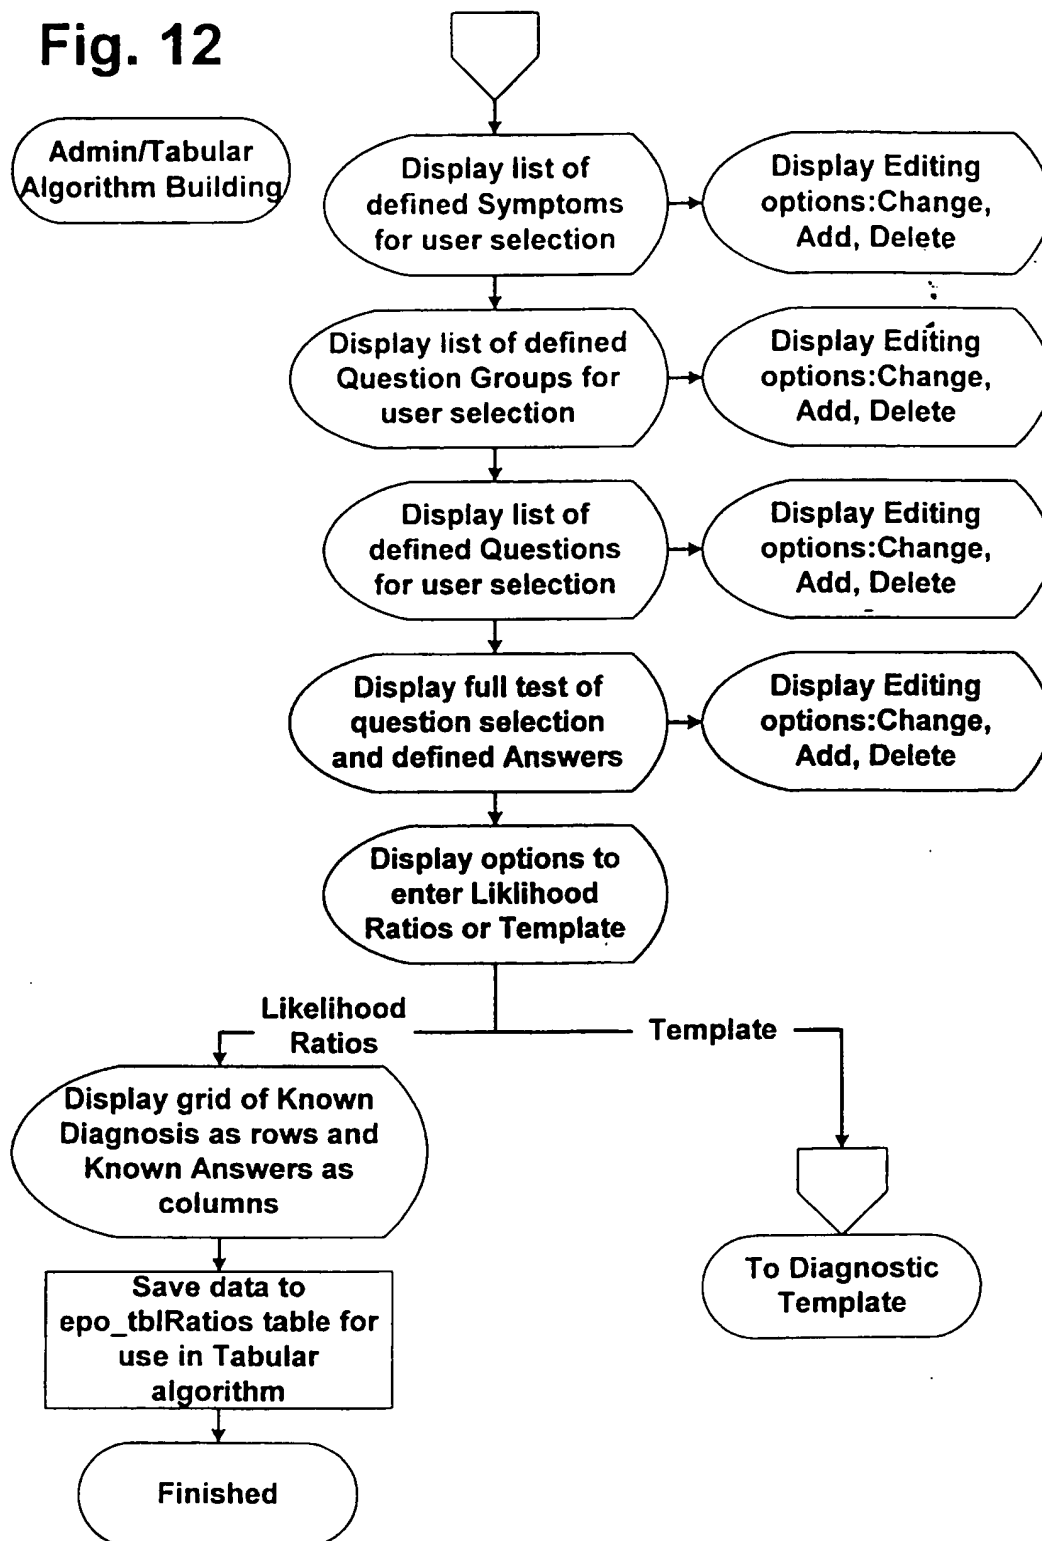 Fig. 12
Admin/Tabular
Algorithm Building
Display list of
defined Symptoms
for user selection
Display Editing
options:Change,
Add, Delete
Display list of defined
Question Groups for
user selection
Display Editing
options:Change,
Add, Delete
Display list of
defined Questions
for user selection
Display Editing
options:Change,
Add, Delete
Display full test of
question selection
and defined Answers
Display Editing
options:Change,
Add, Delete
Display options to
enter Liklihood
Ratios or Template
Likelihood
Ratios
Template
Display grid of Known
Diagnosis as rows and
Known Answers as
columns
To Diagnostic
Template
Save data to
epo_tblRatios table for
use in Tabular
algorithm
Finished